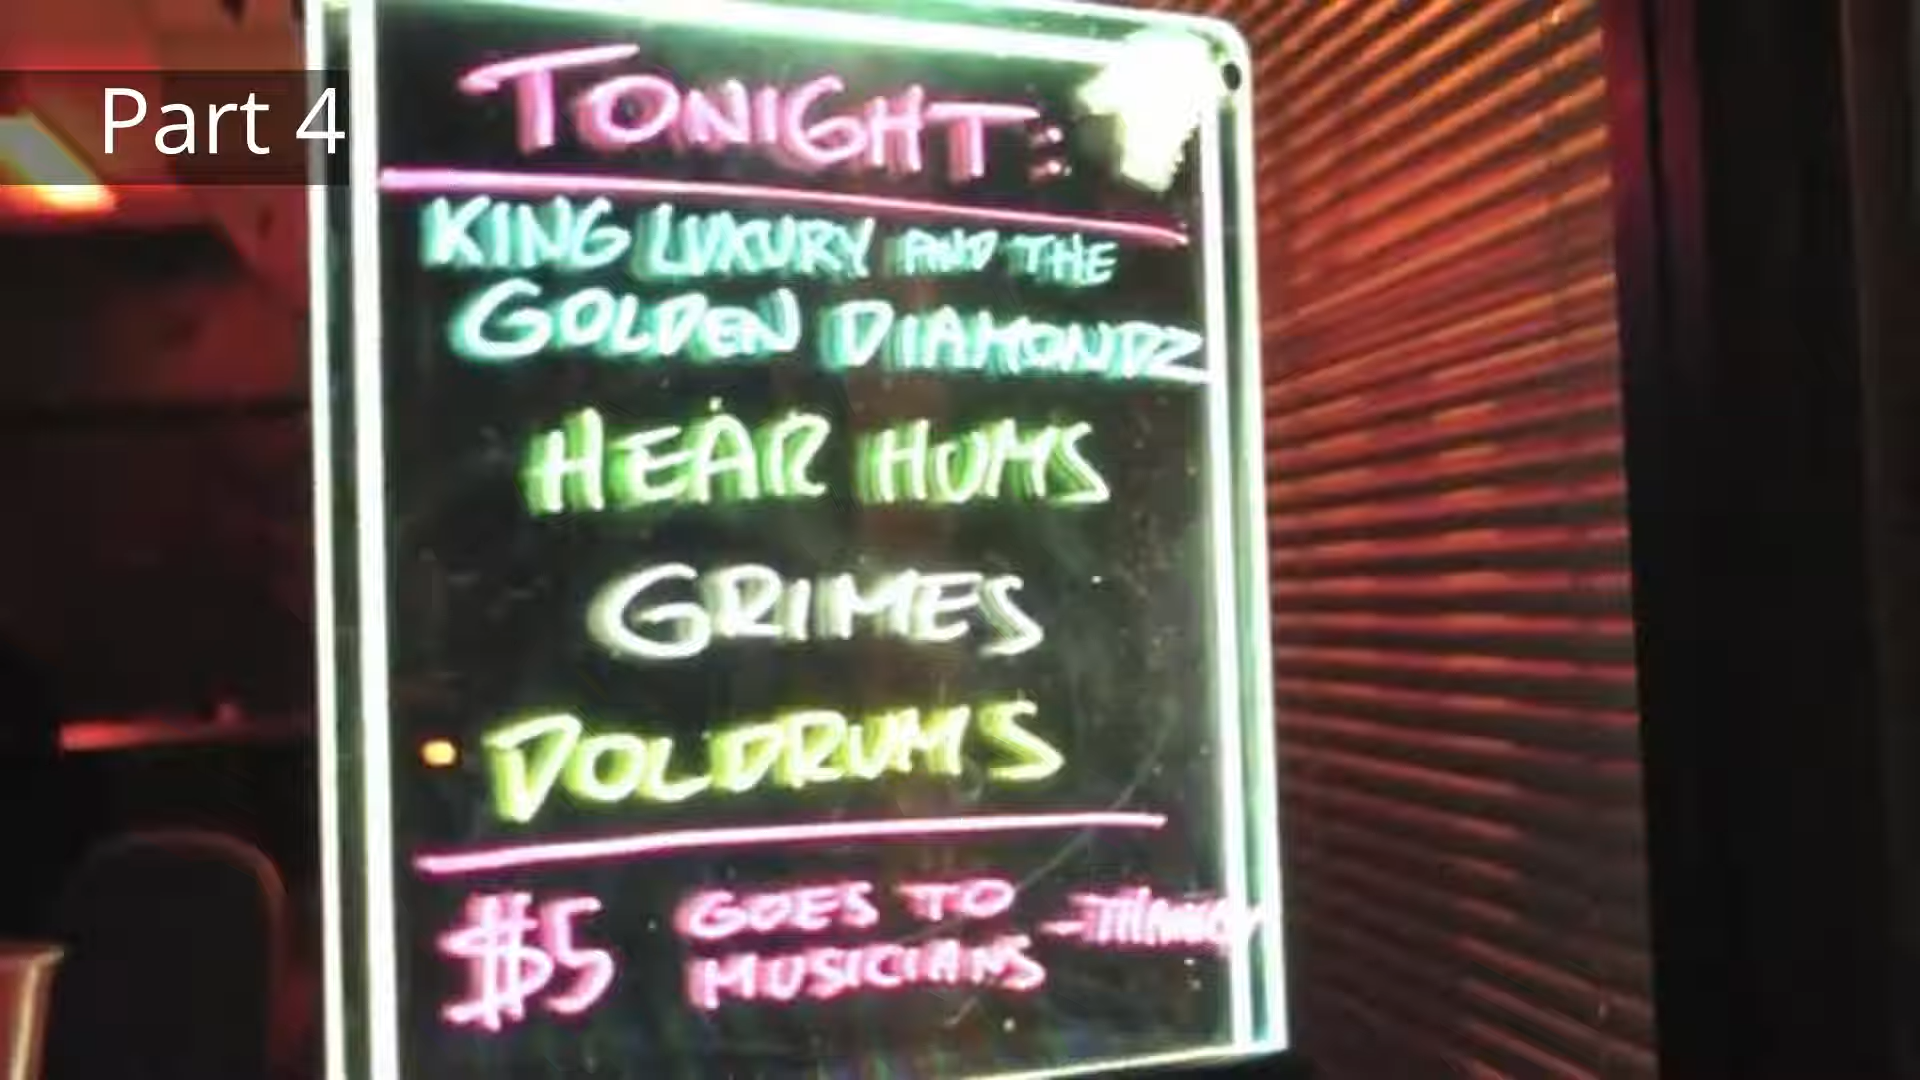 Part 4
TONIGHT:
KING LUXURY AND THE
GOLDEN DIAMONDZ
HEAR HUMS
GRIMES
DOLDRUMS
$5 GOES TO
MUSICIANS